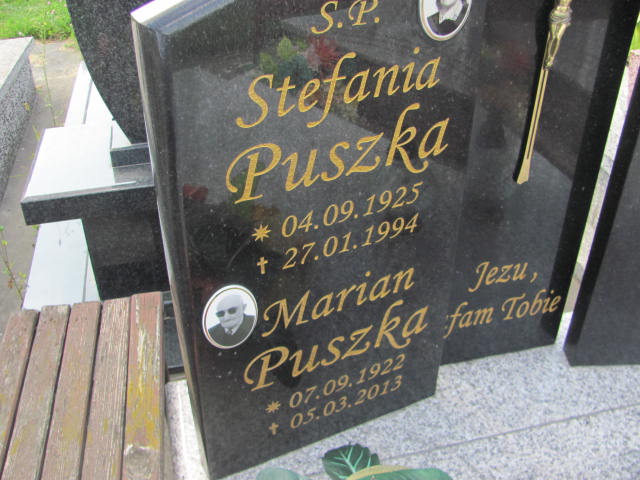 S.P.
Stefania
Puszka
* 04.09.1925
✝ 27.01.1994
Marian
Puszka
* 07.09.1922
✝ 05.03.2013
Jezu,
fam Tobie